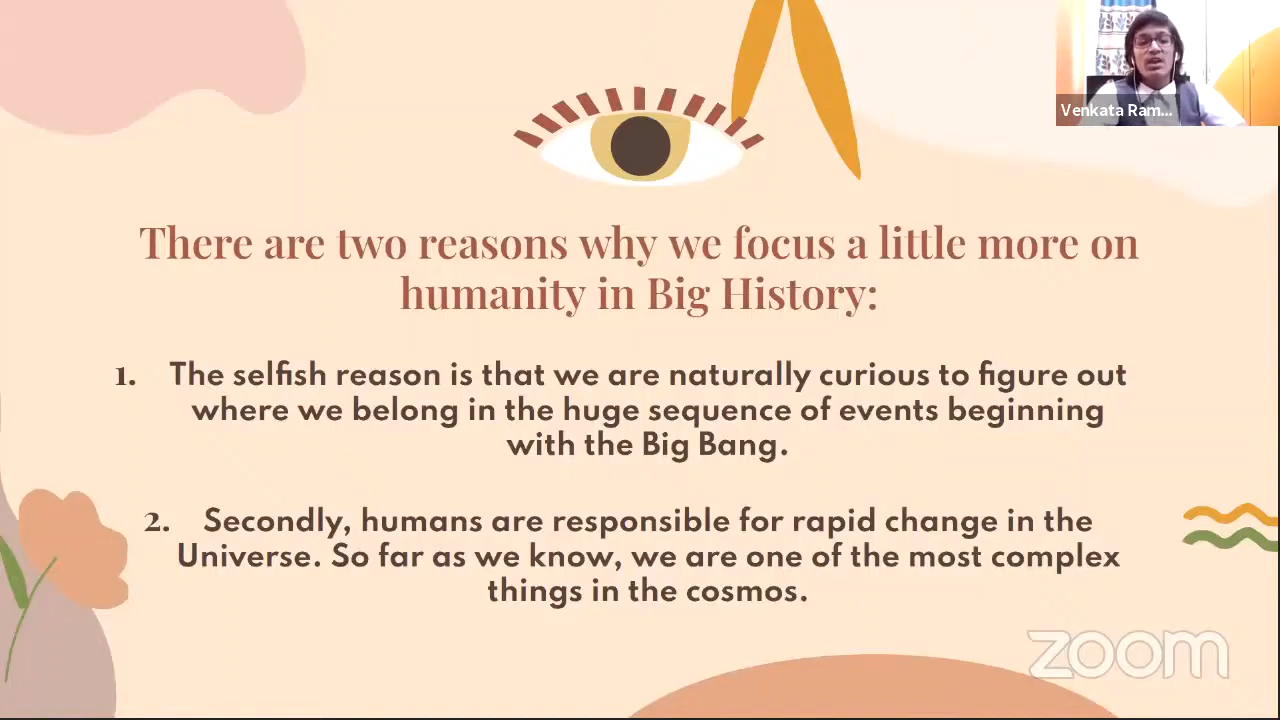 Venkata Ram...
There are two reasons why we focus a little more on
humanity in Big History:
1. The selfish reason is that we are naturally curious to figure out
where we belong in the huge sequence of events beginning
with the Big Bang.
2. Secondly, humans are responsible for rapid change in the
Universe. So far as we know, we are one of the most complex
things in the cosmos.
zoom